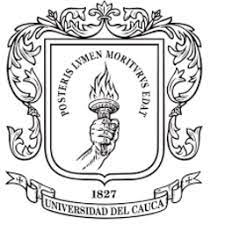 POSTERIS LVMEN MORITVRVS EDAT
1827
UNIVERSIDAD DEL CAUCA